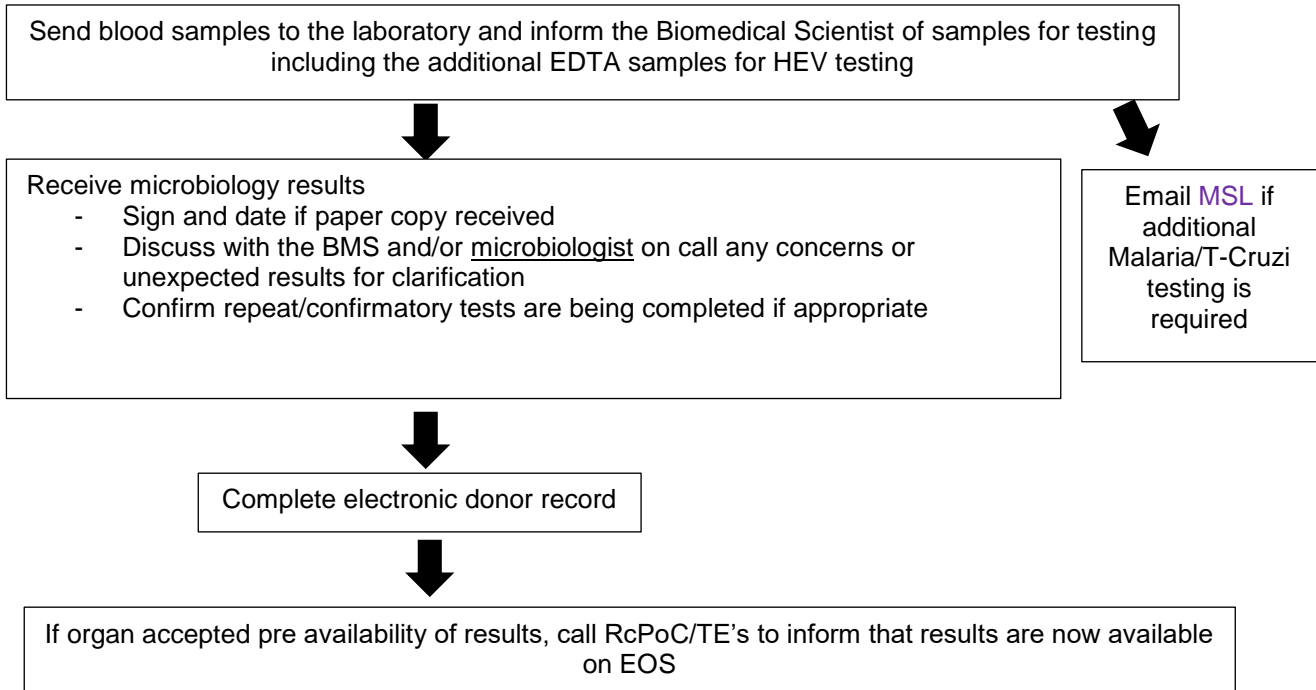 Send blood samples to the laboratory and inform the Biomedical Scientist of samples for testing
including the additional EDTA samples for HEV testing
Receive microbiology results
- Sign and date if paper copy received
- Discuss with the BMS and/or microbiologist on call any concerns or
unexpected results for clarification
- Confirm repeat/confirmatory tests are being completed if appropriate
Email MSL if
additional
Malaria/T-Cruzi
testing is
required
Complete electronic donor record
If organ accepted pre availability of results, call RcPoC/TE's to inform that results are now available
on EOS